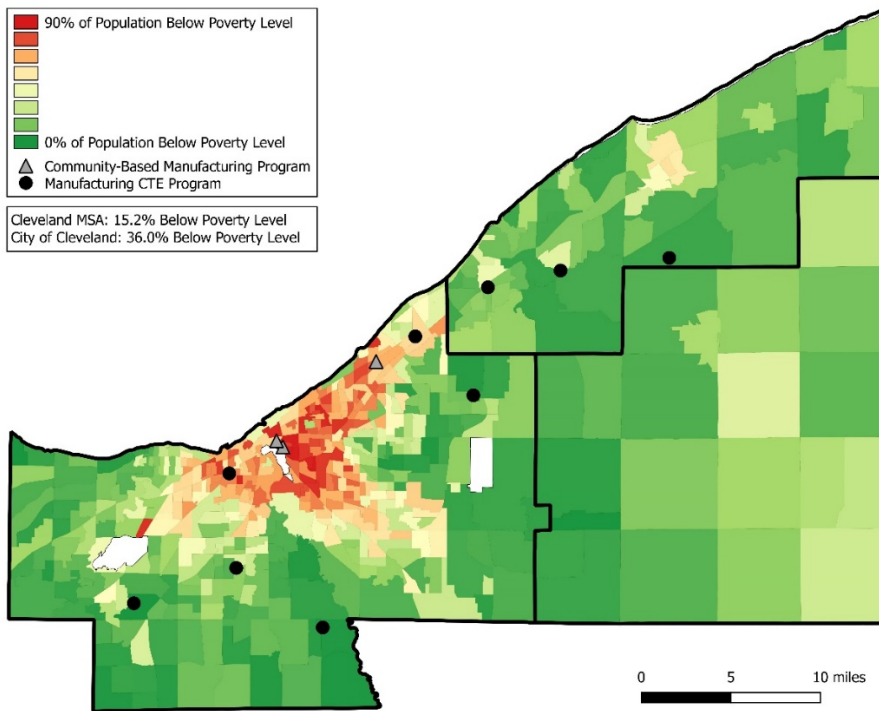 90% of Population Below Poverty Level
0% of Population Below Poverty Level
Community-Based Manufacturing Program
Manufacturing CTE Program
Cleveland MSA: 15.2% Below Poverty Level
City of Cleveland: 36.0% Below Poverty Level
0 5 10 miles